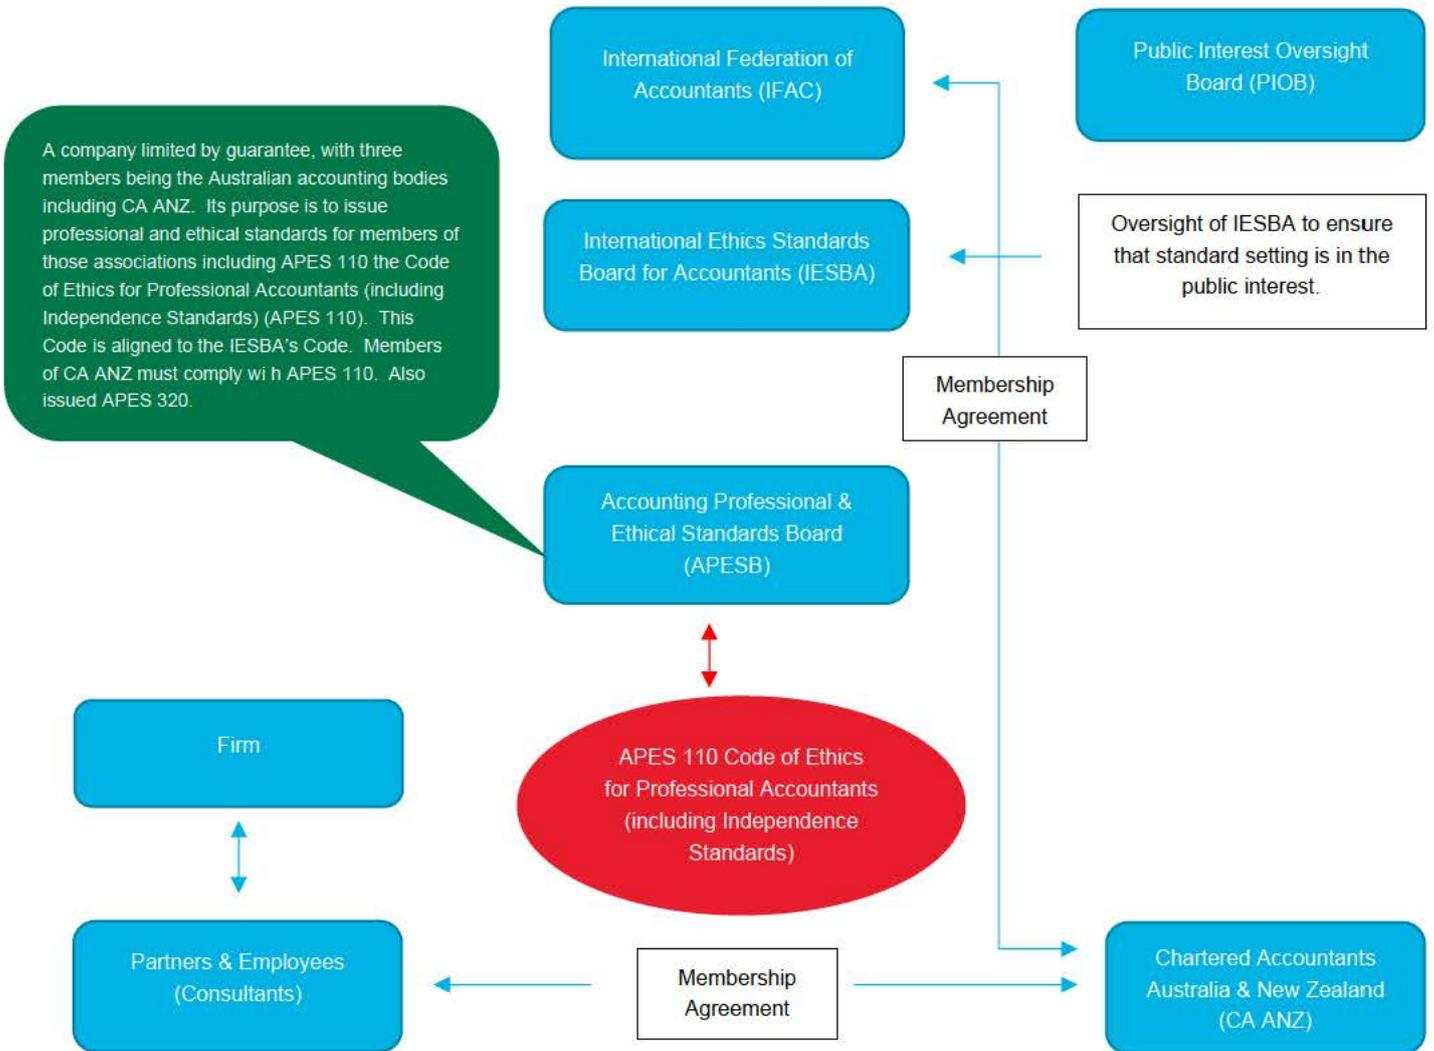 International Federation of
Accountants (IFAC)
Public Interest Oversight
Board (PIOB)
A company limited by guarantee, with three
members being the Australian accounting bodies
including CA ANZ. Its purpose is to issue
professional and ethical standards for members of
those associations including APES 110 the Code
of Ethics for Professional Accountants (including
Independence Standards) (APES 110). This
Code is aligned to the IESBA's Code. Members
of CA ANZ must comply wi h APES 110. Also
issued APES 320.
International Ethics Standards
Board for Accountants (IESBA)
Oversight of IESBA to ensure
that standard setting is in the
public interest.
Membership
Agreement
Accounting Professional &
Ethical Standards Board
(APESB)
Firm
APES 110 Code of Ethics
for Professional Accountants
(including Independence
Standards)
Partners & Employees
(Consultants)
Membership
Agreement
Chartered Accountants
Australia & New Zealand
(CA ANZ)